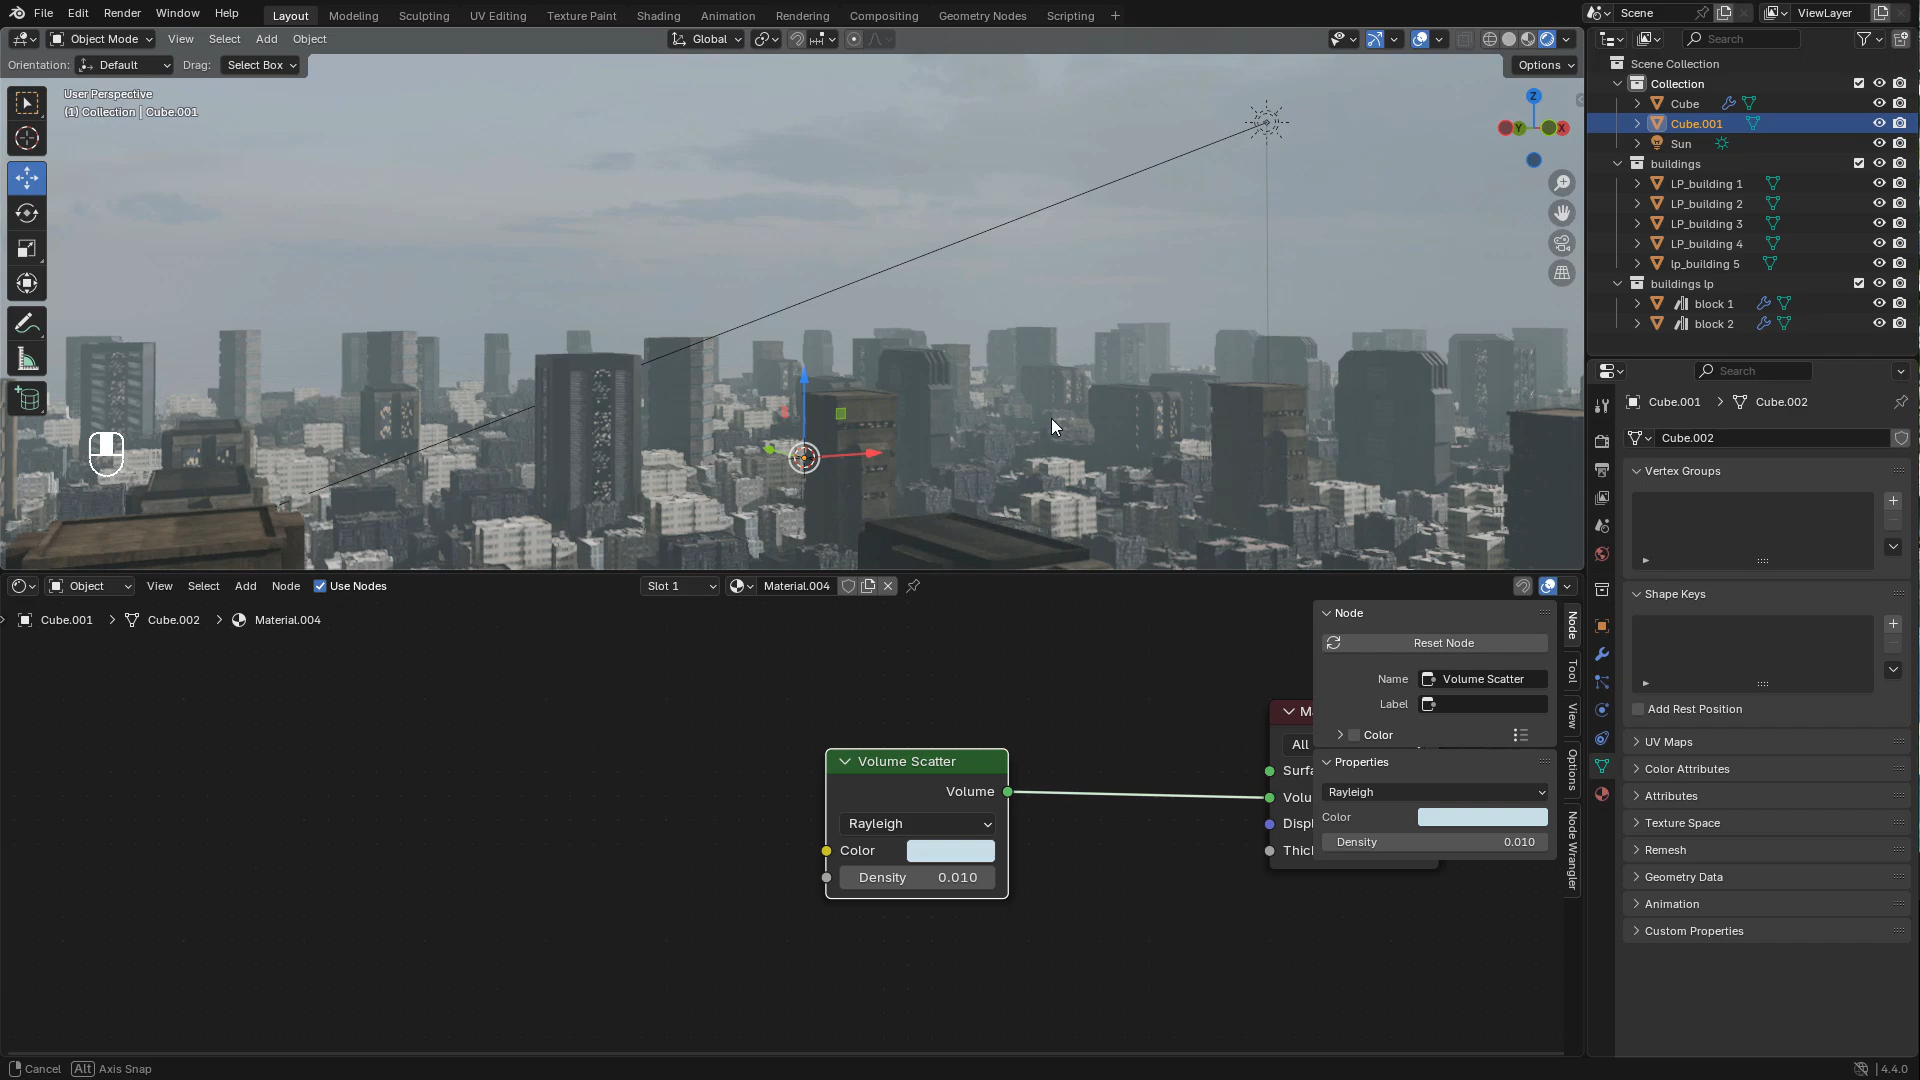 File Edit Render Window Help
Layout Modeling Sculpting UV Editing Texture Paint Shading Animation Rendering Compositing Geometry Nodes Scripting +
Scene ViewLayer
Object Mode View Select Add Object
Global
Search
Orientation: Default Drag: Select Box
Options
User Perspective
(1) Collection | Cube.001
Z
Y X
Scene Collection
Collection
Cube
Cube.001
Sun
buildings
LP_building 1
LP_building 2
LP_building 3
LP_building 4
lp_building 5
buildings lp
block 1
block 2
Search
Cube.001 > Cube.002
Cube.002
Vertex Groups
Shape Keys
Add Rest Position
UV Maps
Color Attributes
Attributes
Texture Space
Remesh
Geometry Data
Animation
Custom Properties
Object View Select Add Node Use Nodes
Slot 1 Material.004
Cube.001 > Cube.002 > Material.004
Volume Scatter
Volume
Rayleigh
Color
Density 0.010
All
Surfa
Volu
Displ
Thicl
Node
Reset Node
Name Volume Scatter
Label
Color
Properties
Rayleigh
Color
Density 0.010
Node
Tool
View
Options
Node Wrangler
Cancel Alt Axis Snap
4.4.0